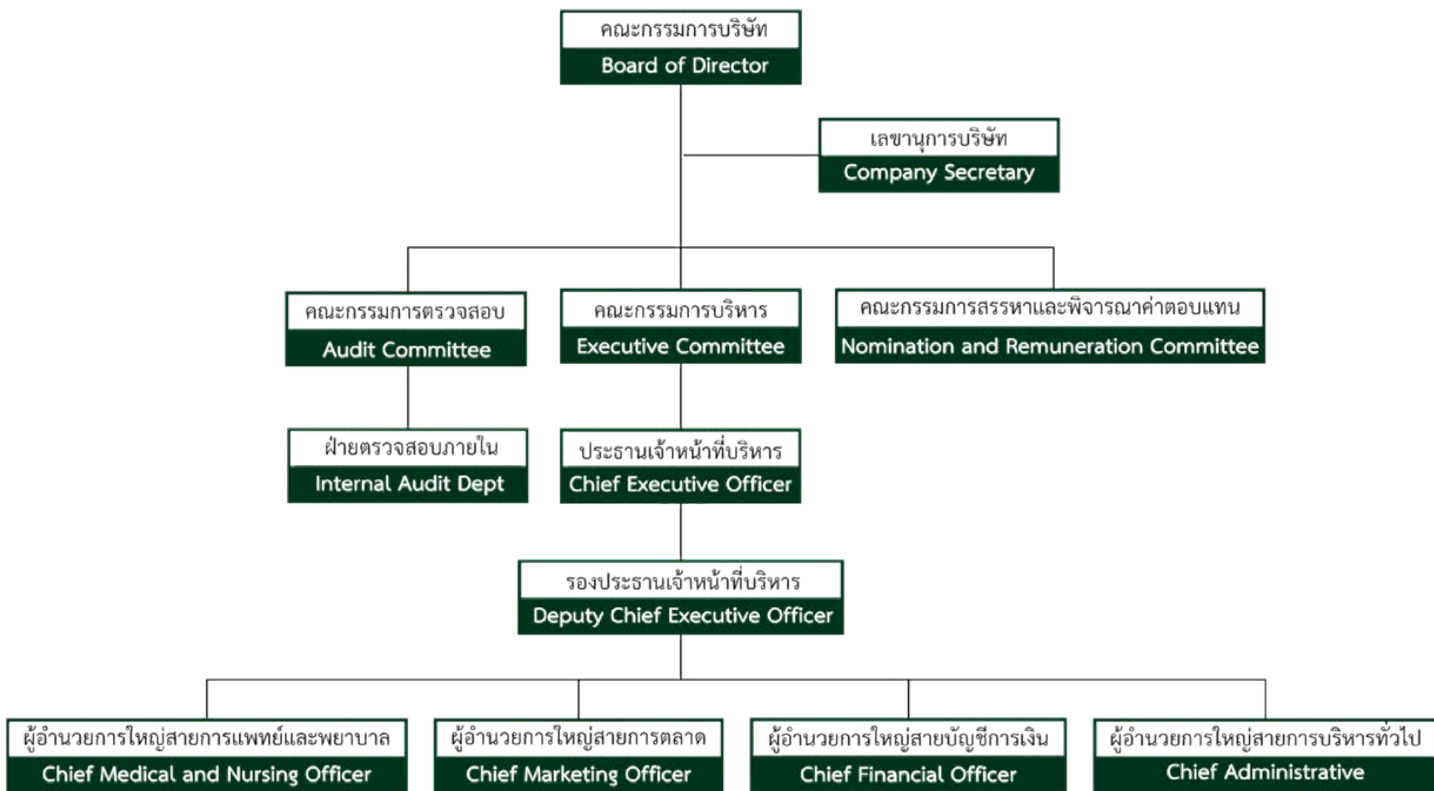 คณะกรรมการบริษัท
Board of Director
เลขานุการบริษัท
Company Secretary
คณะกรรมการตรวจสอบ
Audit Committee
คณะกรรมการบริหาร
Executive Committee
คณะกรรมการสรรหาและพิจารณาค่าตอบแทน
Nomination and Remuneration Committee
ฝ่ายตรวจสอบภายใน
Internal Audit Dept
ประธานเจ้าหน้าที่บริหาร
Chief Executive Officer
รองประธานเจ้าหน้าที่บริหาร
Deputy Chief Executive Officer
ผู้อำนวยการใหญ่สายการแพทย์และพยาบาล
Chief Medical and Nursing Officer
ผู้อำนวยการใหญ่สายการตลาด
Chief Marketing Officer
ผู้อำนวยการใหญ่สายบัญชีการเงิน
Chief Financial Officer
ผู้อำนวยการใหญ่สายการบริหารทั่วไป
Chief Administrative